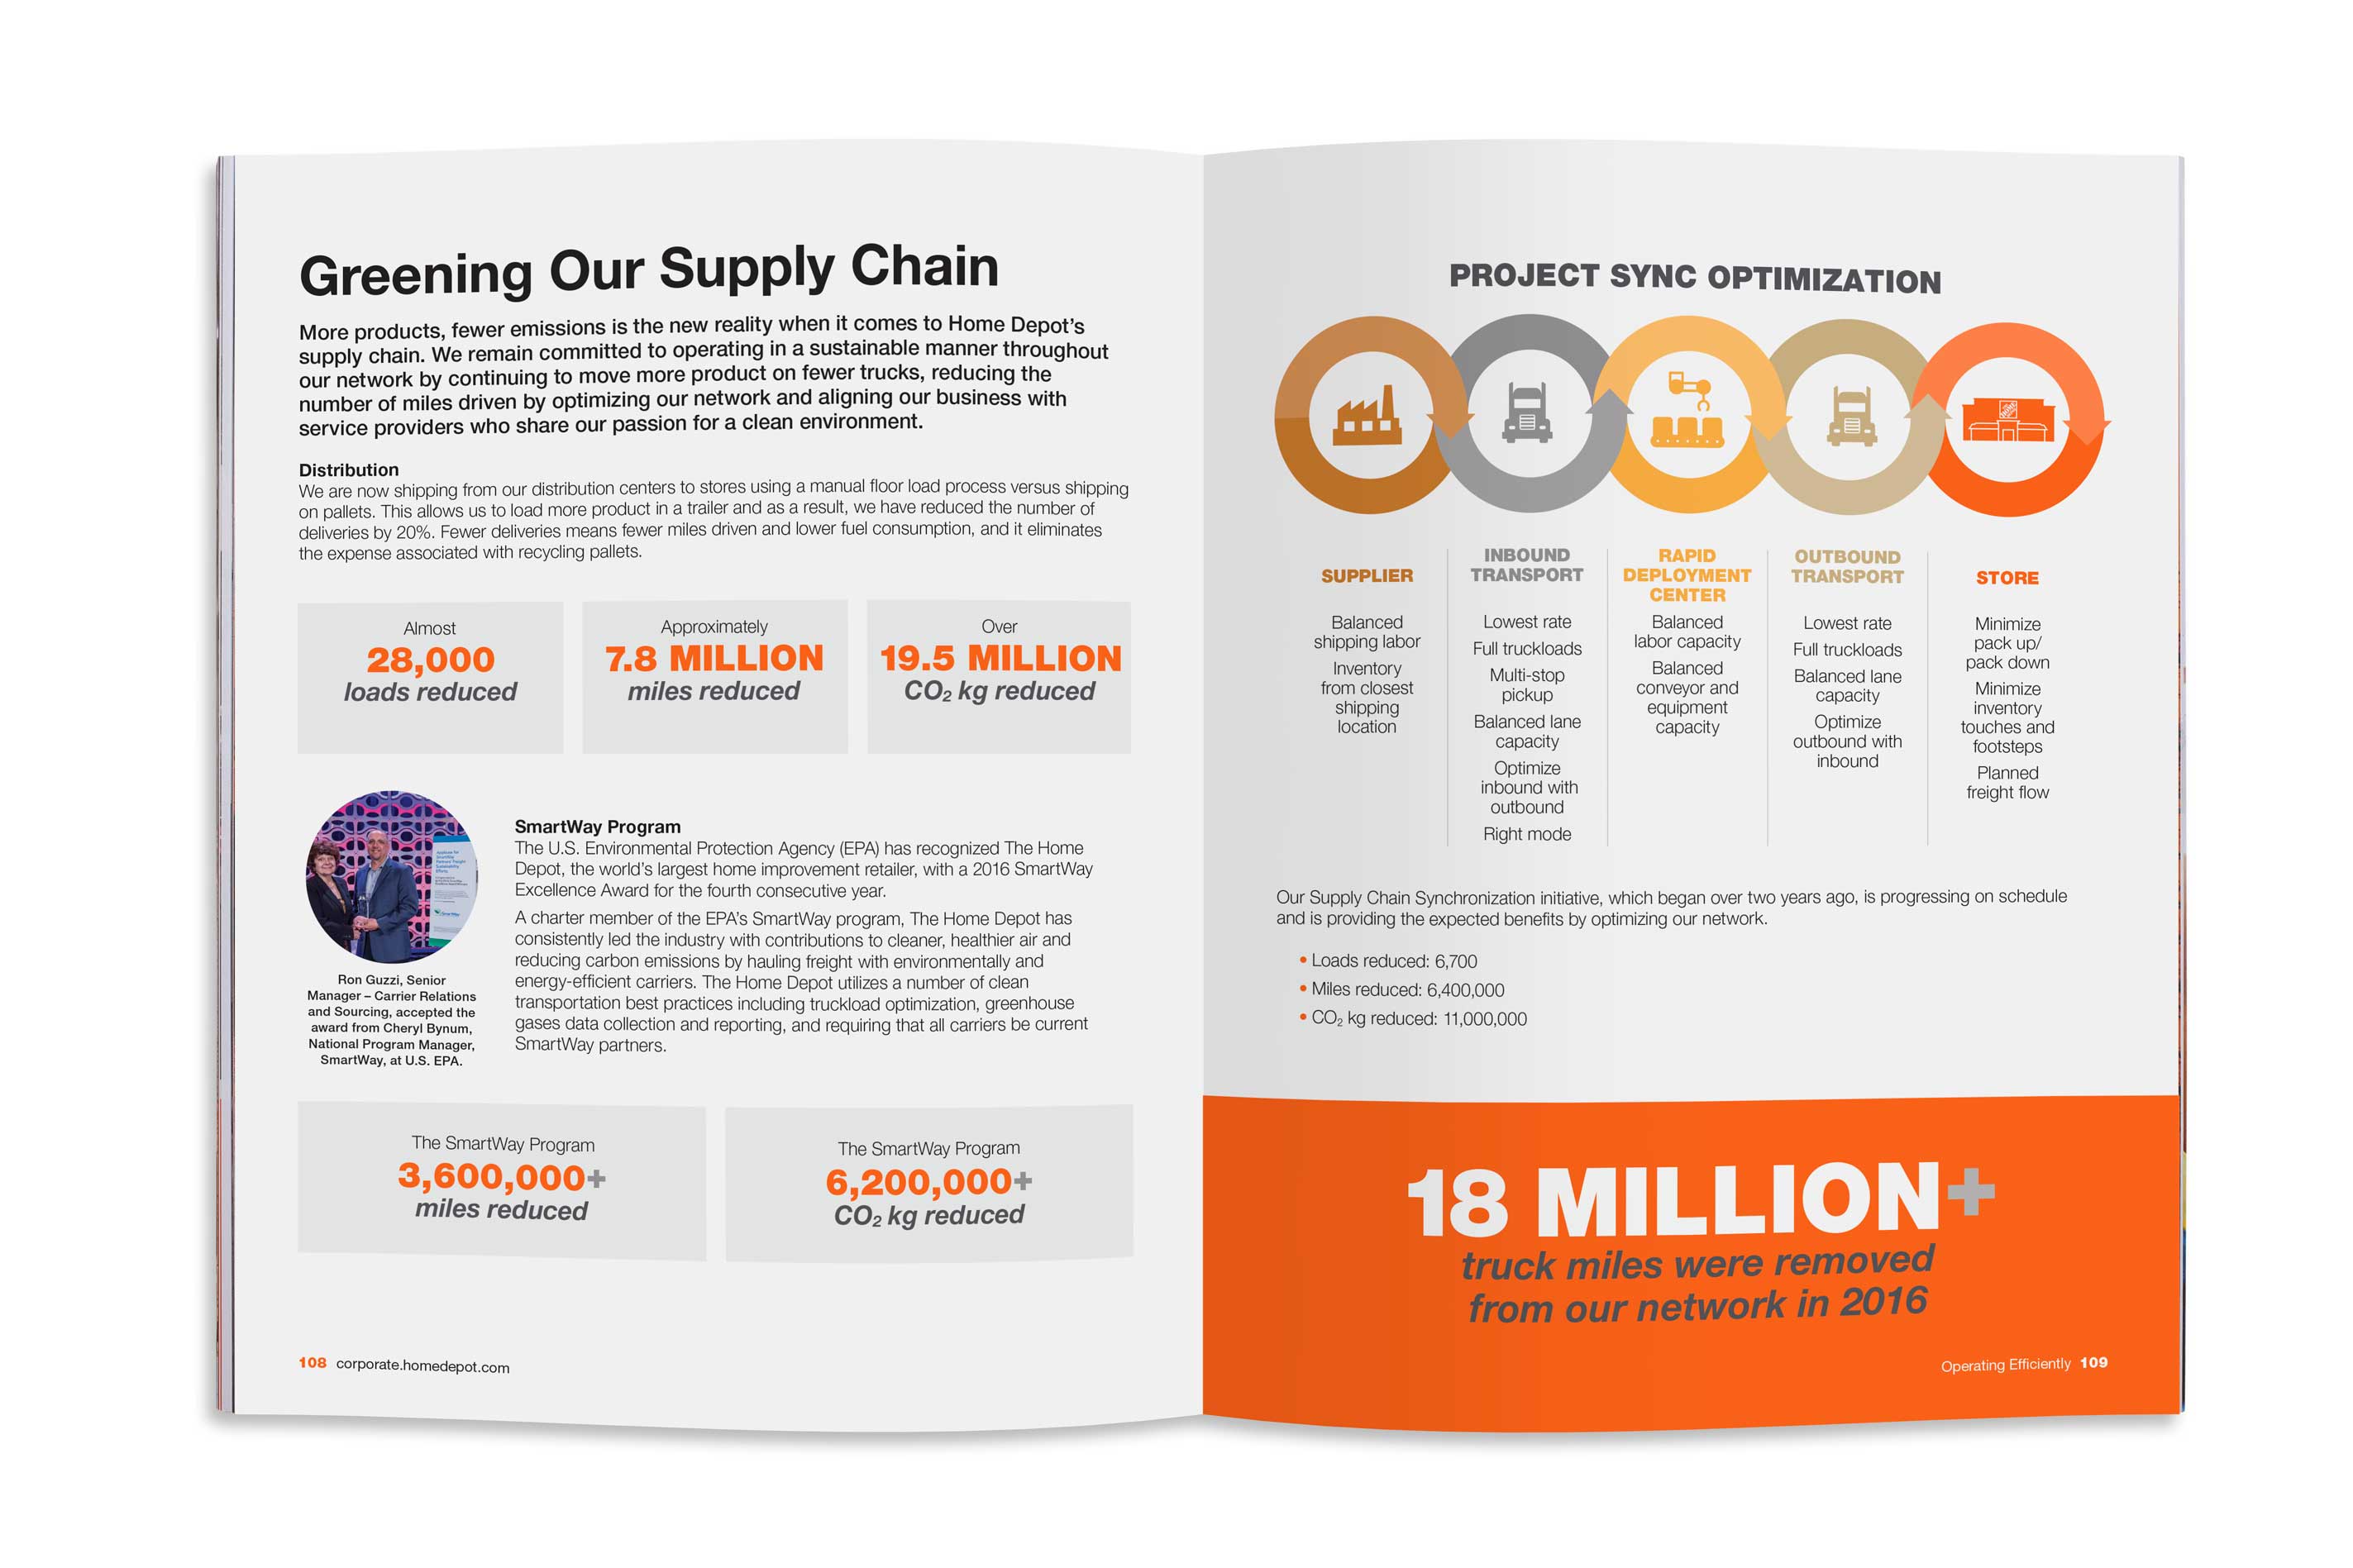 Greening Our Supply Chain
More products, fewer emissions is the new reality when it comes to Home Depot's
supply chain. We remain committed to operating in a sustainable manner throughout
our network by continuing to move more product on fewer trucks, reducing the
number of miles driven by optimizing our network and aligning our business with
service providers who share our passion for a clean environment.
Distribution
We are now shipping from our distribution centers to stores using a manual floor load process versus shipping
on pallets. This allows us to load more product in a trailer and as a result, we have reduced the number of
deliveries by 20%. Fewer deliveries means fewer miles driven and lower fuel consumption, and it eliminates
the expense associated with recycling pallets.
Almost
28,000
loads reduced
Approximately
7.8 MILLION
miles reduced
Over
19.5 MILLION
CO₂ kg reduced
Ron Guzzi, Senior
Manager – Carrier Relations
and Sourcing, accepted the
award from Cheryl Bynum,
National Program Manager,
SmartWay, at U.S. EPA.
SmartWay Program
The U.S. Environmental Protection Agency (EPA) has recognized The Home
Depot, the world's largest home improvement retailer, with a 2016 SmartWay
Excellence Award for the fourth consecutive year.
A charter member of the EPA's SmartWay program, The Home Depot has
consistently led the industry with contributions to cleaner, healthier air and
reducing carbon emissions by hauling freight with environmentally and
energy-efficient carriers. The Home Depot utilizes a number of clean
transportation best practices including truckload optimization, greenhouse
gases data collection and reporting, and requiring that all carriers be current
SmartWay partners.
The SmartWay Program
3,600,000+
miles reduced
The SmartWay Program
6,200,000+
CO₂ kg reduced
108 corporate.homedepot.com
PROJECT SYNC OPTIMIZATION
SUPPLIER
Balanced
shipping labor
Inventory
from closest
shipping
location
INBOUND
TRANSPORT
Lowest rate
Full truckloads
Multi-stop
pickup
Balanced lane
capacity
Optimize
inbound with
outbound
Right mode
RAPID
DEPLOYMENT
CENTER
Balanced
labor capacity
Balanced
conveyor and
equipment
capacity
OUTBOUND
TRANSPORT
Lowest rate
Full truckloads
Balanced lane
capacity
Optimize
outbound with
inbound
STORE
Minimize
pack up/
pack down
Minimize
inventory
touches and
footsteps
Planned
freight flow
Our Supply Chain Synchronization initiative, which began over two years ago, is progressing on schedule
and is providing the expected benefits by optimizing our network.
• Loads reduced: 6,700
• Miles reduced: 6,400,000
• CO₂ kg reduced: 11,000,000
18 MILLION+
truck miles were removed
from our network in 2016
Operating Efficiently 109